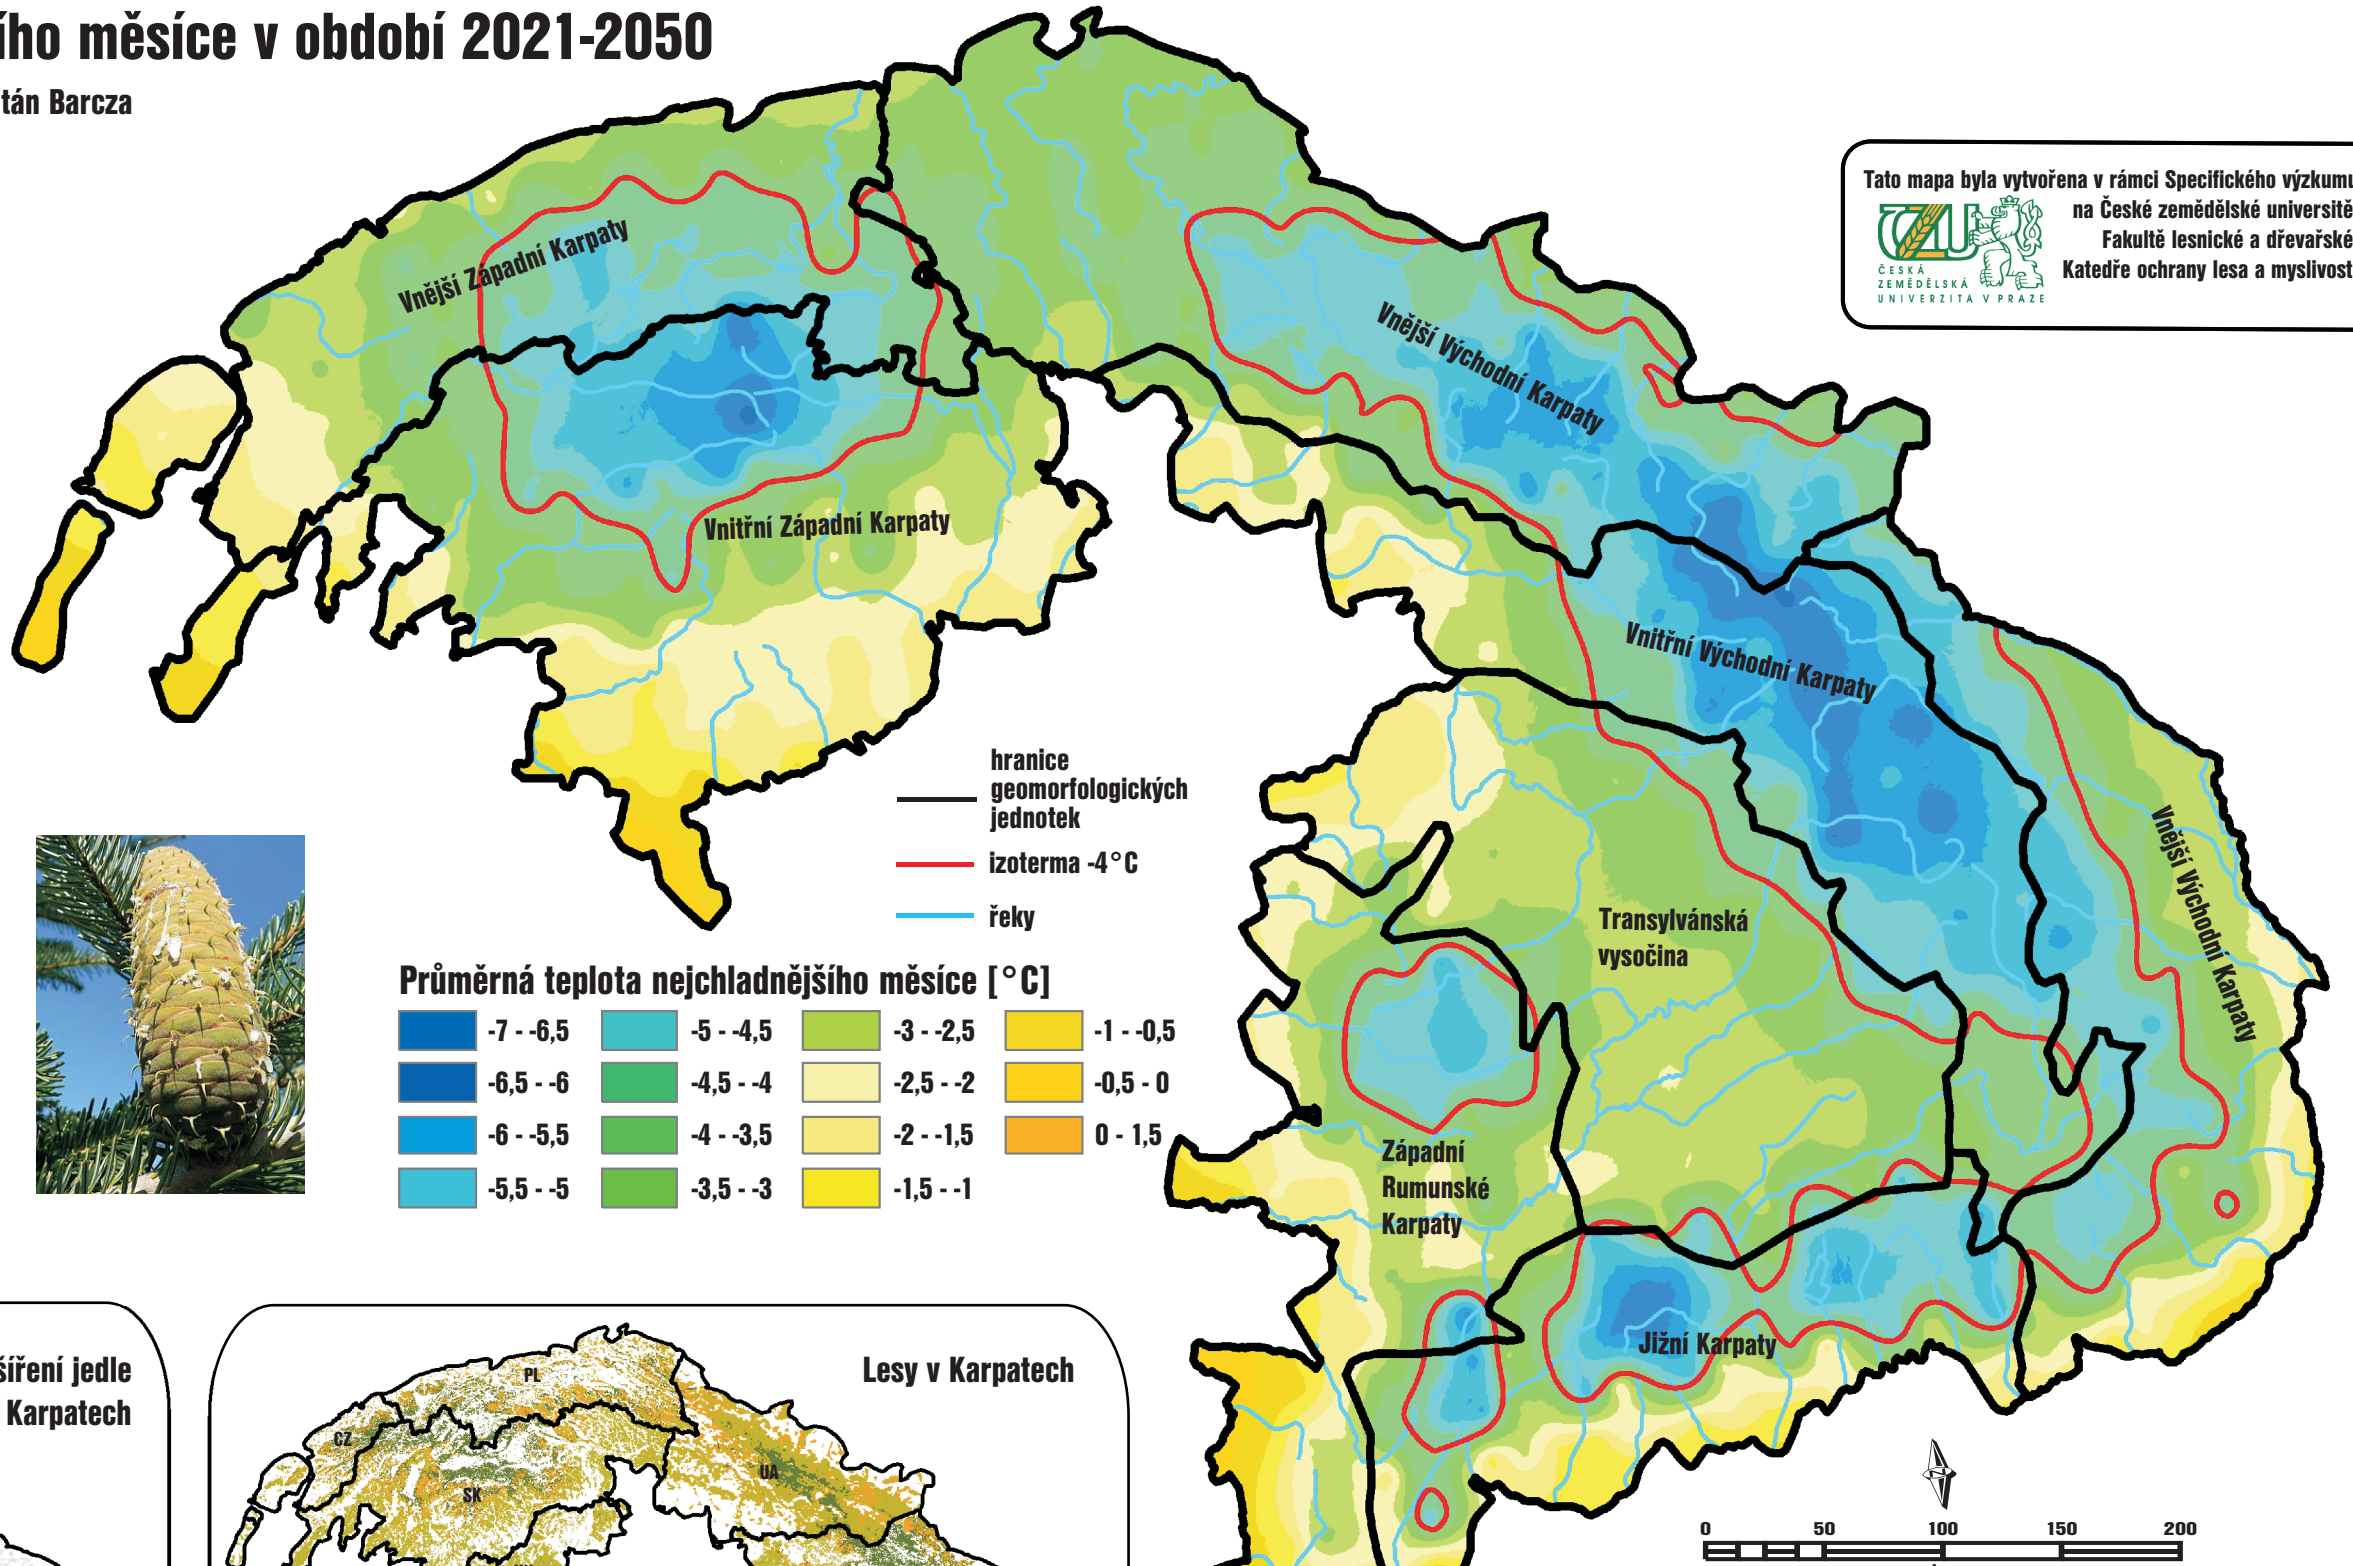 ího měsíce v období 2021-2050
tán Barcza
Tato mapa byla vytvořena v rámci Specifického výzkumu
na České zemědělské universitě
Fakultě lesnické a dřevařské
Katedře ochrany lesa a myslivost
ČZU
ČESKÁ
ZEMĚDĚLSKÁ
UNIVERZITA V PRAZE
Vnější Západní Karpaty
Vnější Východní Karpaty
Vnitřní Západní Karpaty
Vnitřní Východní Karpaty
Vnější Východní Karpaty
Transylvánská
vysočina
Západní
Rumunské
Karpaty
Jižní Karpaty
hranice
geomorfologických
jednotek
izoterma -4°C
řeky
Průměrná teplota nejchladnějšího měsíce [°C]
-7 - -6,5
-6,5 - -6
-6 - -5,5
-5,5 - -5
-5 - -4,5
-4,5 - -4
-4 - -3,5
-3,5 - -3
-3 - -2,5
-2,5 - -2
-2 - -1,5
-1,5 - -1
-1 - -0,5
-0,5 - 0
0 - 1,5
šíření jedle
Karpatech
Lesy v Karpatech
PL
CZ
SK
UA
0 50 100 150 200